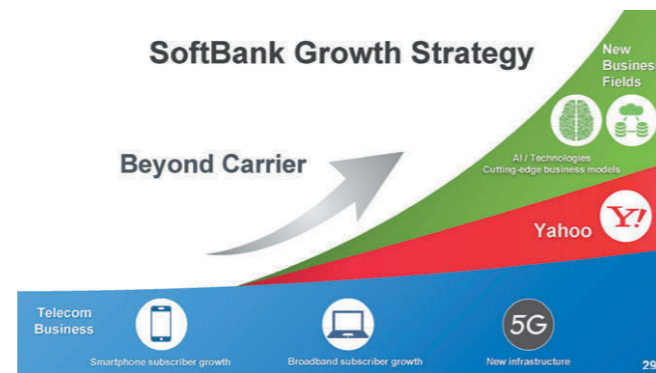 SoftBank Growth Strategy
New
Business
Fields
AI / Technologies
Cutting-edge business models
Beyond Carrier
Yahoo
Y!
Telecom
Business
5G
Smartphone subscriber growth
Broadband subscriber growth
New infrastructure
29